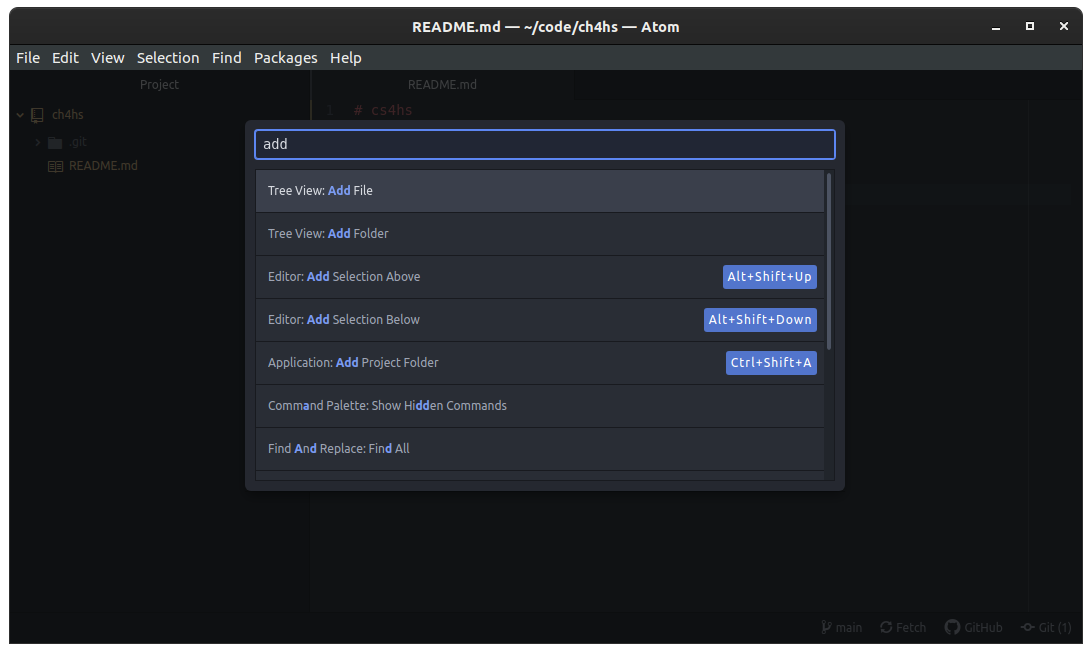 README.md — ~/code/ch4hs — Atom
File Edit View Selection Find Packages Help
Project README.md
ch4hs
.git
README.md
1 # cs4hs
add
Tree View: Add File
Tree View: Add Folder
Editor: Add Selection Above Alt+Shift+Up
Editor: Add Selection Below Alt+Shift+Down
Application: Add Project Folder Ctrl+Shift+A
Command Palette: Show Hidden Commands
Find And Replace: Find All
main Fetch GitHub Git (1)